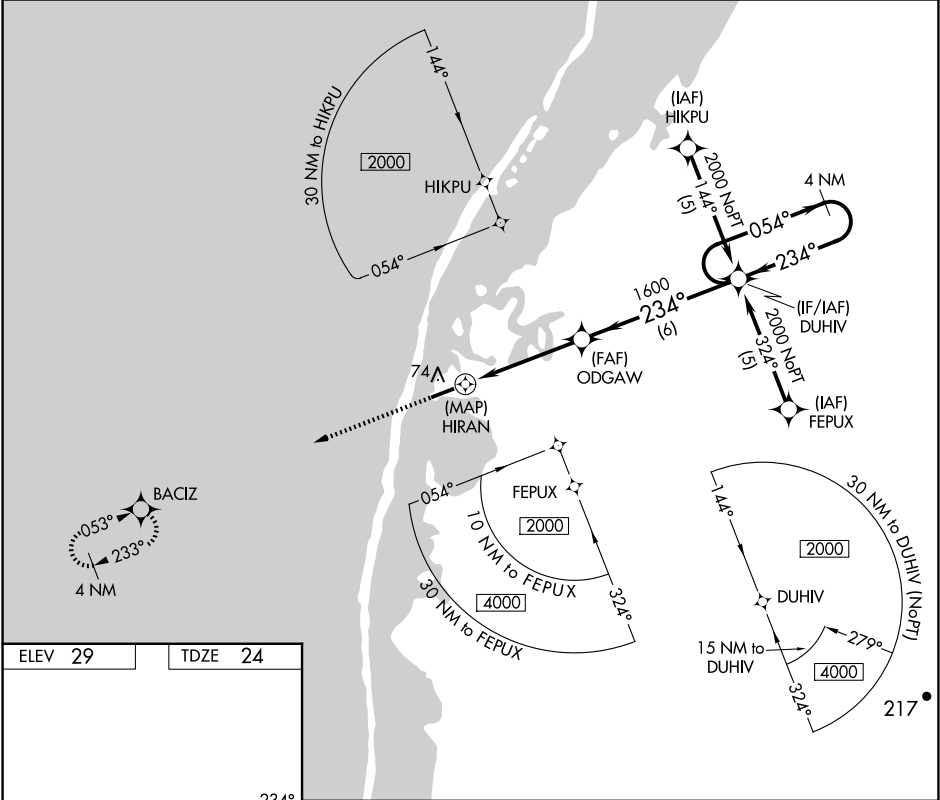 (IAF)
HIKPU
144°
30 NM to HIKPU
2000
HIKPU
054°
2000 NoPT
144°
(5)
4 NM
054°
234°
1600
234°
(6)
(IF/IAF)
DUHIV
2000 NoPT
324°
(5)
(FAF)
ODGAW
74
(MAP)
HIRAN
(IAF)
FEPUX
BACIZ
053°
233°
4 NM
054°
FEPUX
2000
10 NM to FEPUX
4000
30 NM to FEPUX
324°
144°
30 NM to DUHIV (NoPT)
2000
DUHIV
15 NM to
DUHIV
279°
4000
324°
217
ELEV 29
TDZE 24
234°